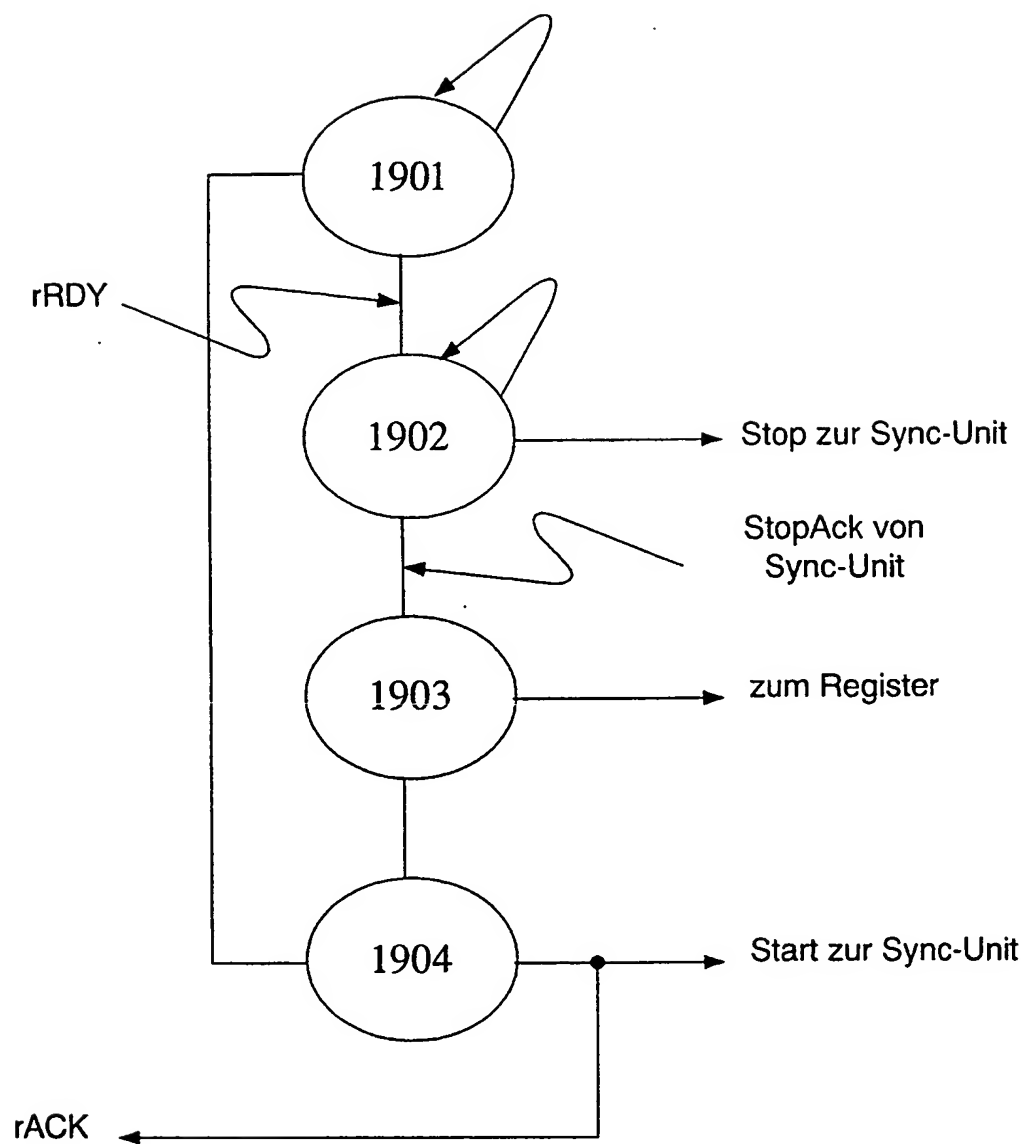 1901
rRDY
1902
Stop zur Sync-Unit
StopAck von
Sync-Unit
1903
zum Register
1904
Start zur Sync-Unit
rACK